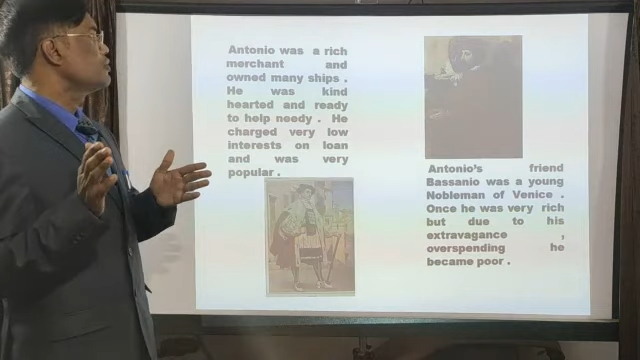 Antonio was a rich
merchant and
owned many ships .
He was kind
hearted and ready
to help needy . He
charged very low
interests on loan
and was very
popular .
Antonio's friend
Bassanio was a young
Nobleman of Venice .
Once he was very rich
but due to his
extravagance ,
overspending he
became poor .